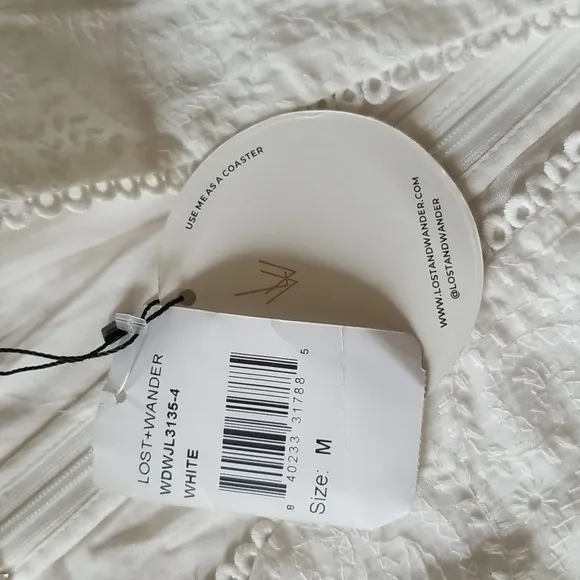 USE ME AS A COASTER
WWW.LOSTANDWANDER.COM
@LOSTANDWANDER
LOST+WANDER
WDWJL3135-4
WHITE
8 40233 31788 5
Size: M